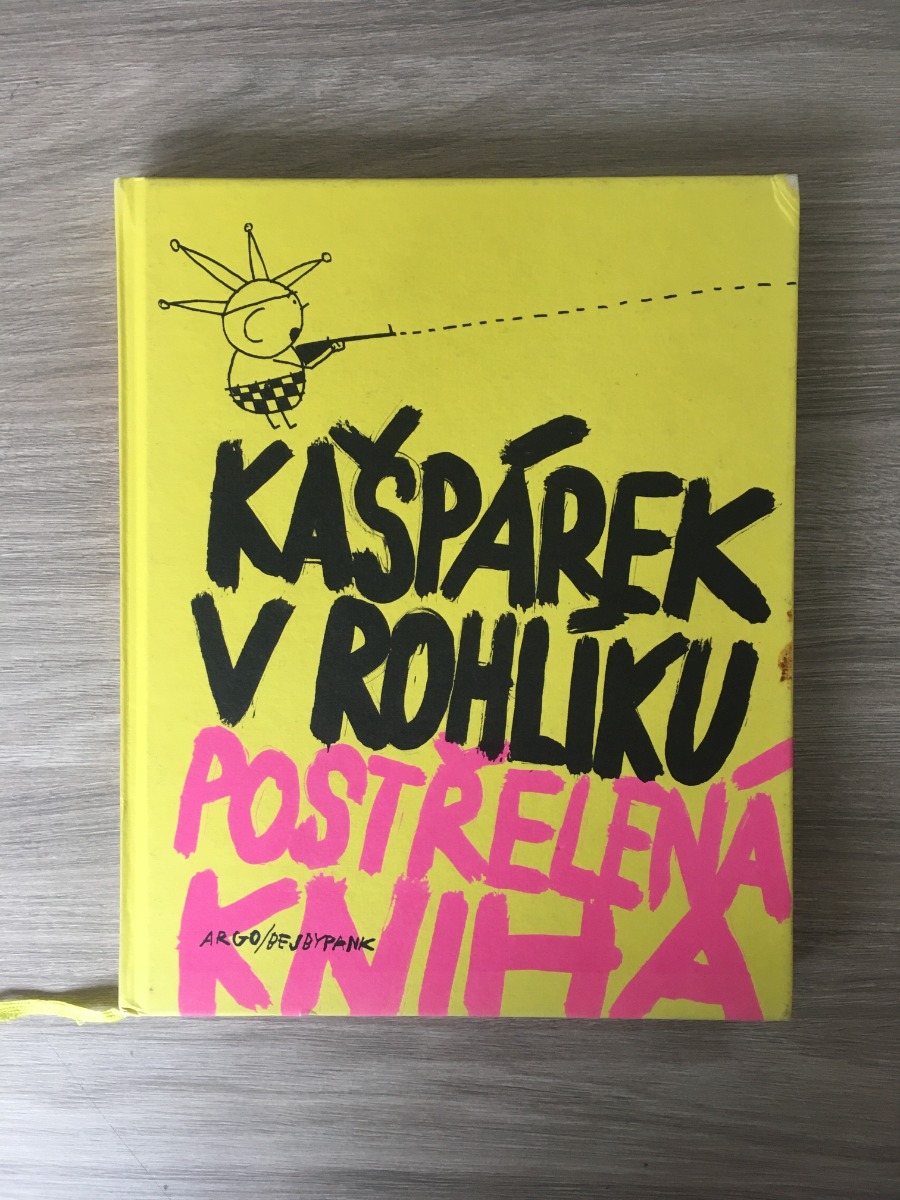 KAŠPÁREK
V ROHLÍKU
POSTŘELENÁ
KNIHA
ARGO/BEJBYPANK